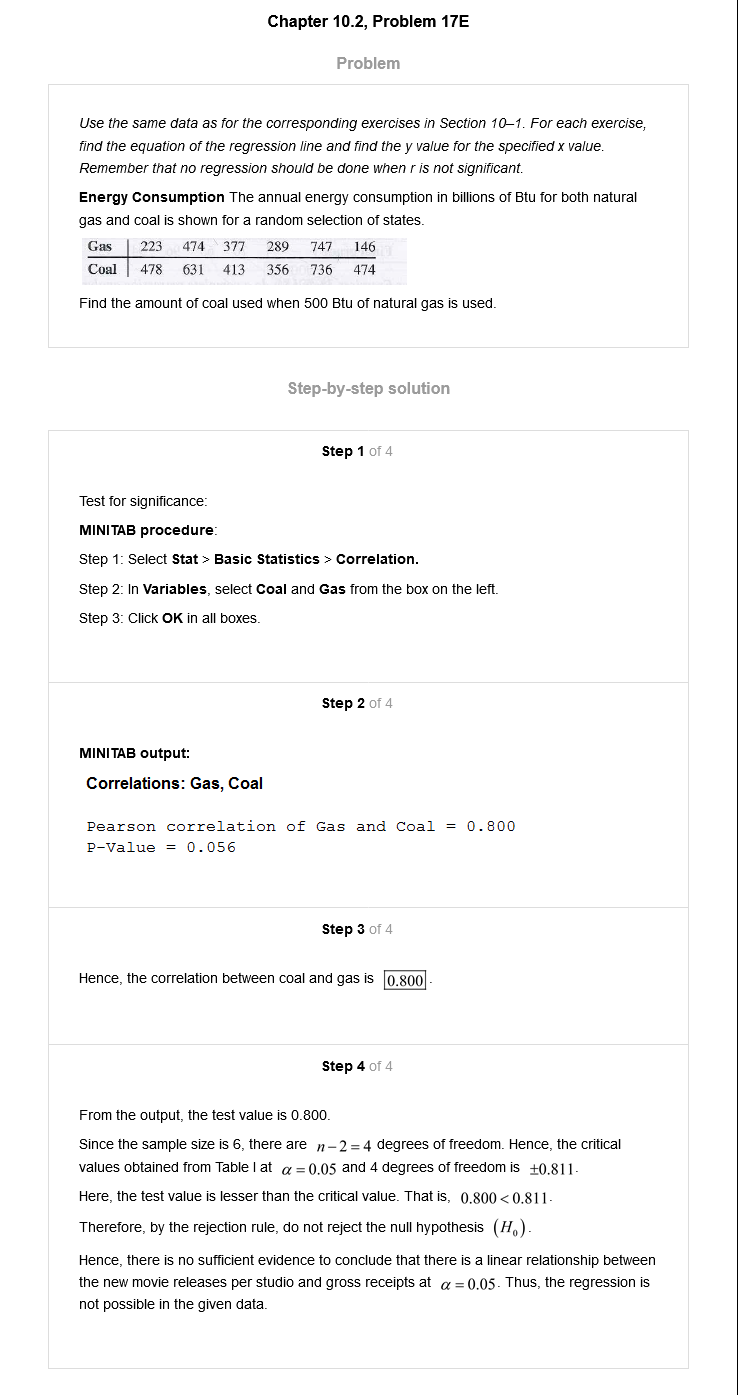 Chapter 10.2, Problem 17E
Problem
Use the same data as for the corresponding exercises in Section 10–1. For each exercise,
find the equation of the regression line and find the y value for the specified x value.
Remember that no regression should be done when r is not significant.
Energy Consumption The annual energy consumption in billions of Btu for both natural
gas and coal is shown for a random selection of states.
Gas 223 474 377 289 747 146
Coal 478 631 413 356 736 474
Find the amount of coal used when 500 Btu of natural gas is used.
Step-by-step solution
Step 1 of 4
Test for significance:
MINITAB procedure:
Step 1: Select Stat > Basic Statistics > Correlation.
Step 2: In Variables, select Coal and Gas from the box on the left.
Step 3: Click OK in all boxes.
Step 2 of 4
MINITAB output:
Correlations: Gas, Coal
Pearson correlation of Gas and Coal = 0.800
P-Value = 0.056
Step 3 of 4
Hence, the correlation between coal and gas is 0.800.
Step 4 of 4
From the output, the test value is 0.800.
Since the sample size is 6, there are n−2=4 degrees of freedom. Hence, the critical
values obtained from Table I at α=0.05 and 4 degrees of freedom is ±0.811.
Here, the test value is lesser than the critical value. That is, 0.800<0.811.
Therefore, by the rejection rule, do not reject the null hypothesis (H₀).
Hence, there is no sufficient evidence to conclude that there is a linear relationship between
the new movie releases per studio and gross receipts at α=0.05. Thus, the regression is
not possible in the given data.